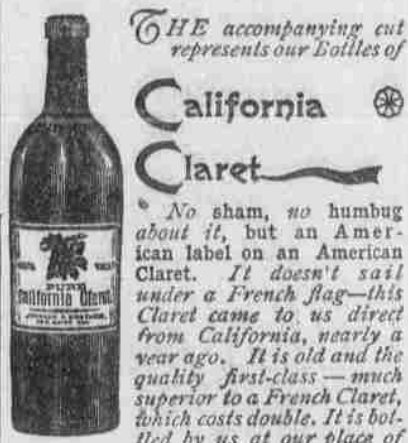 THE accompanying cut
represents our Bottles of
California
Claret
No sham, no humbug
about it, but an Amer-
ican label on an American
Claret. It doesn't sail
under a French flag—this
Claret came to us direct
from California, nearly a
year ago. It is old and the
quality first-class — much
superior to a French Claret,
which costs double. It is bot-
tled by us at our place of
PURE
California Claret.